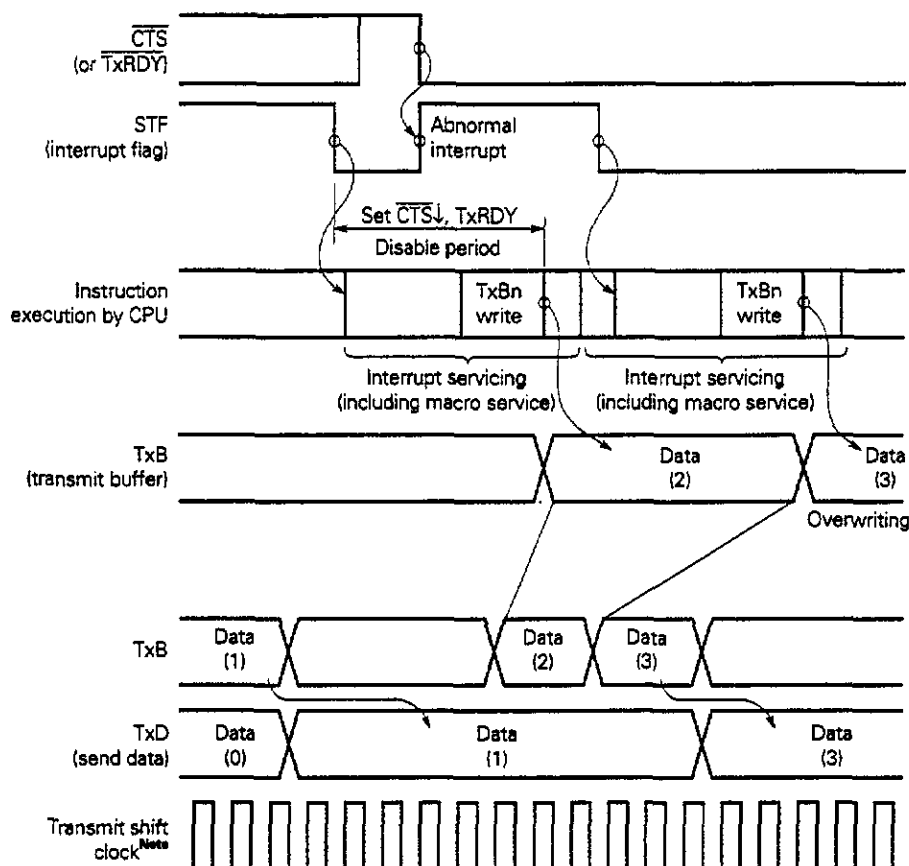 CTS
(or TxRDY)
STF
(interrupt flag)
Abnormal
interrupt
Set CTS↓, TxRDY
Disable period
Instruction
execution by CPU
TxBn
write
TxBn
write
Interrupt servicing
(including macro service)
Interrupt servicing
(including macro service)
TxB
(transmit buffer)
Data
(2)
Data
(3)
Overwriting
TxB
Data
(1)
Data
(2)
Data
(3)
TxD
(send data)
Data
(0)
Data
(1)
Data
(3)
Transmit shift
clock Note